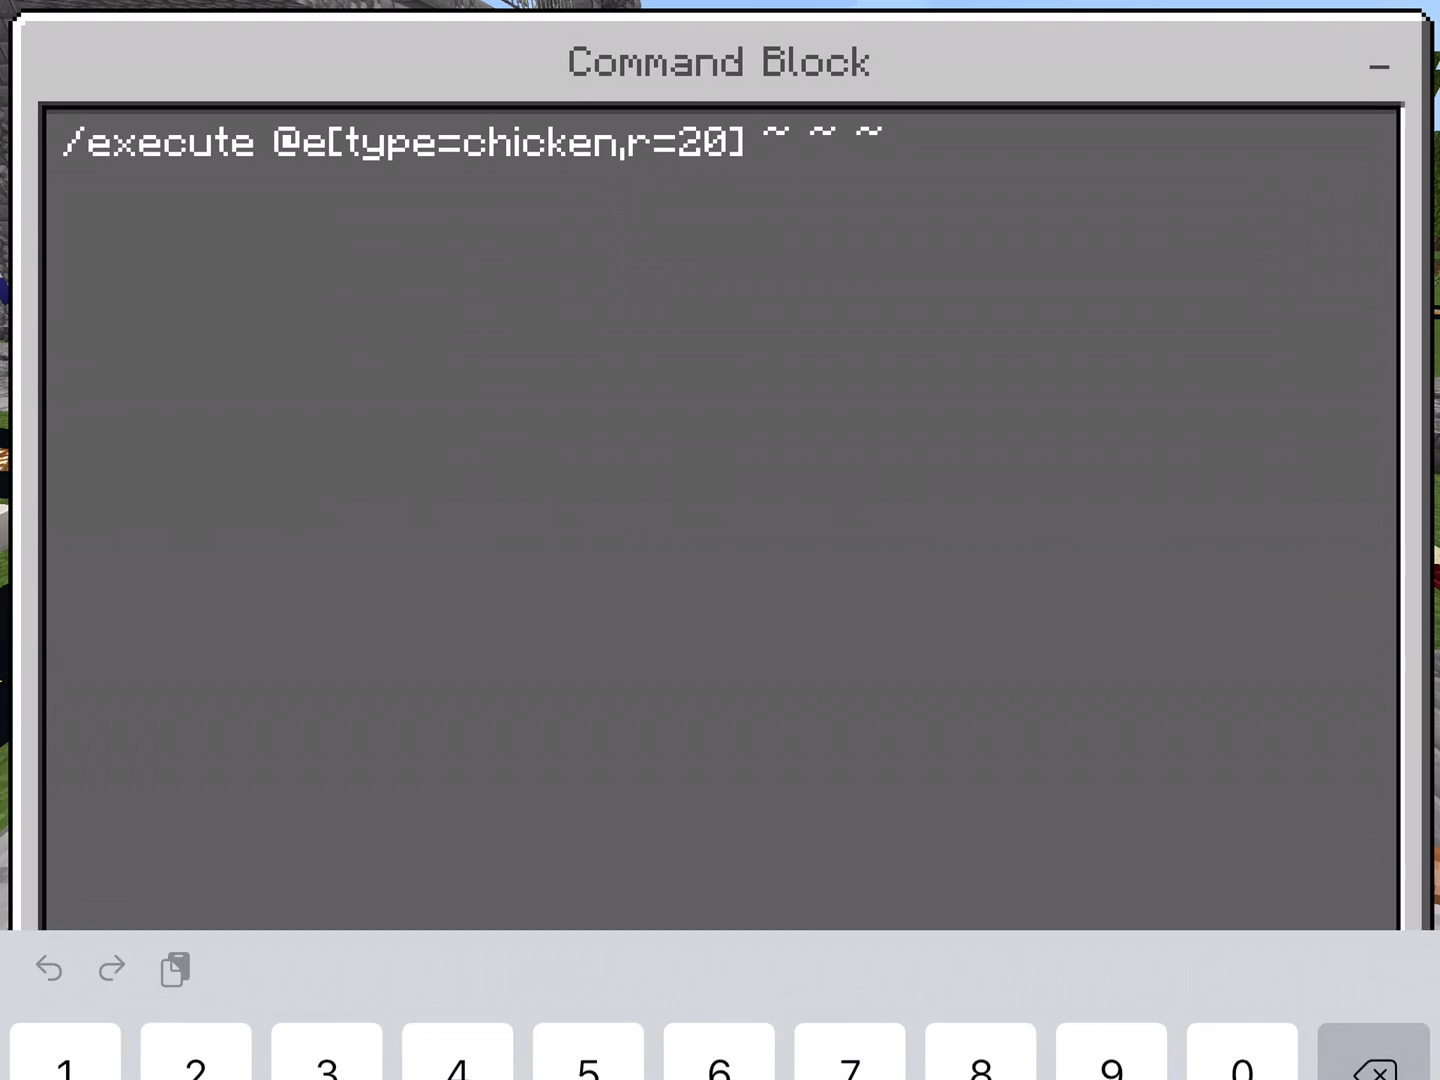 Command Block
/execute @e[type=chicken,r=20] ~ ~ ~
1 2 3 4 5 6 7 8 9 0